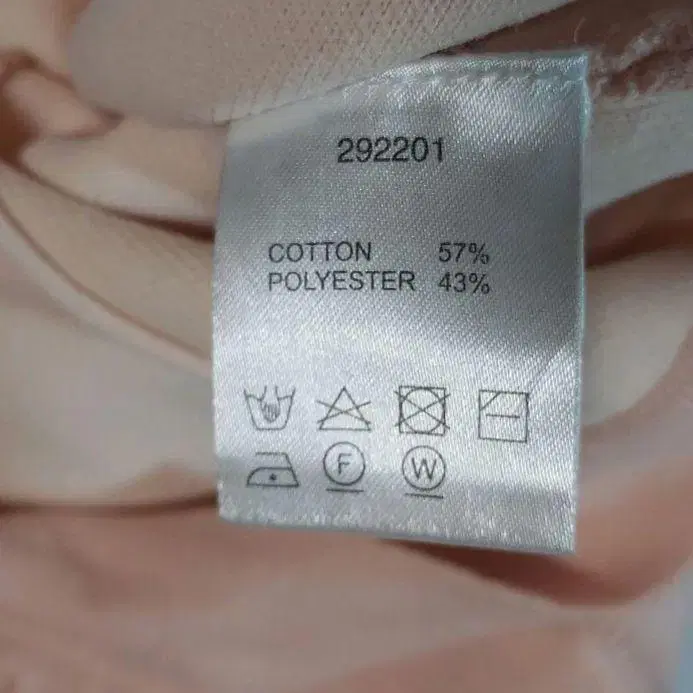 292201
COTTON 57%
POLYESTER 43%
F W